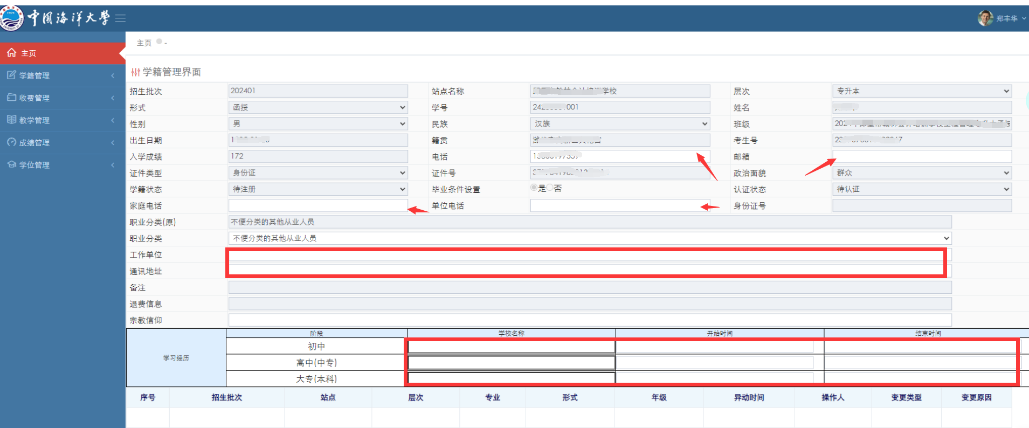 中国海洋大学
郑丰华
主页
主页
学籍管理
收费管理
教学管理
成绩管理
学位管理
学籍管理界面
招生批次 202401 站点名称 学校 层次 专升本
形式 函授 学号 001 姓名
性别 男 民族 汉族 班级
出生日期 籍贯 考生号
入学成绩 172 电话 邮箱
证件类型 身份证 证件号 政治面貌 群众
学籍状态 待注册 毕业条件设置 是 否 认证状态 待认证
家庭电话 单位电话 身份证号
职业分类(原) 不便分类的其他从业人员
职业分类 不便分类的其他从业人员
工作单位
通讯地址
备注
退费信息
宗教信仰
阶段 学校名称 开始时间 结束时间
学习经历
初中
高中(中专)
大专(本科)
序号 招生批次 站点 层次 专业 形式 年级 异动时间 操作人 变更类型 变更原因